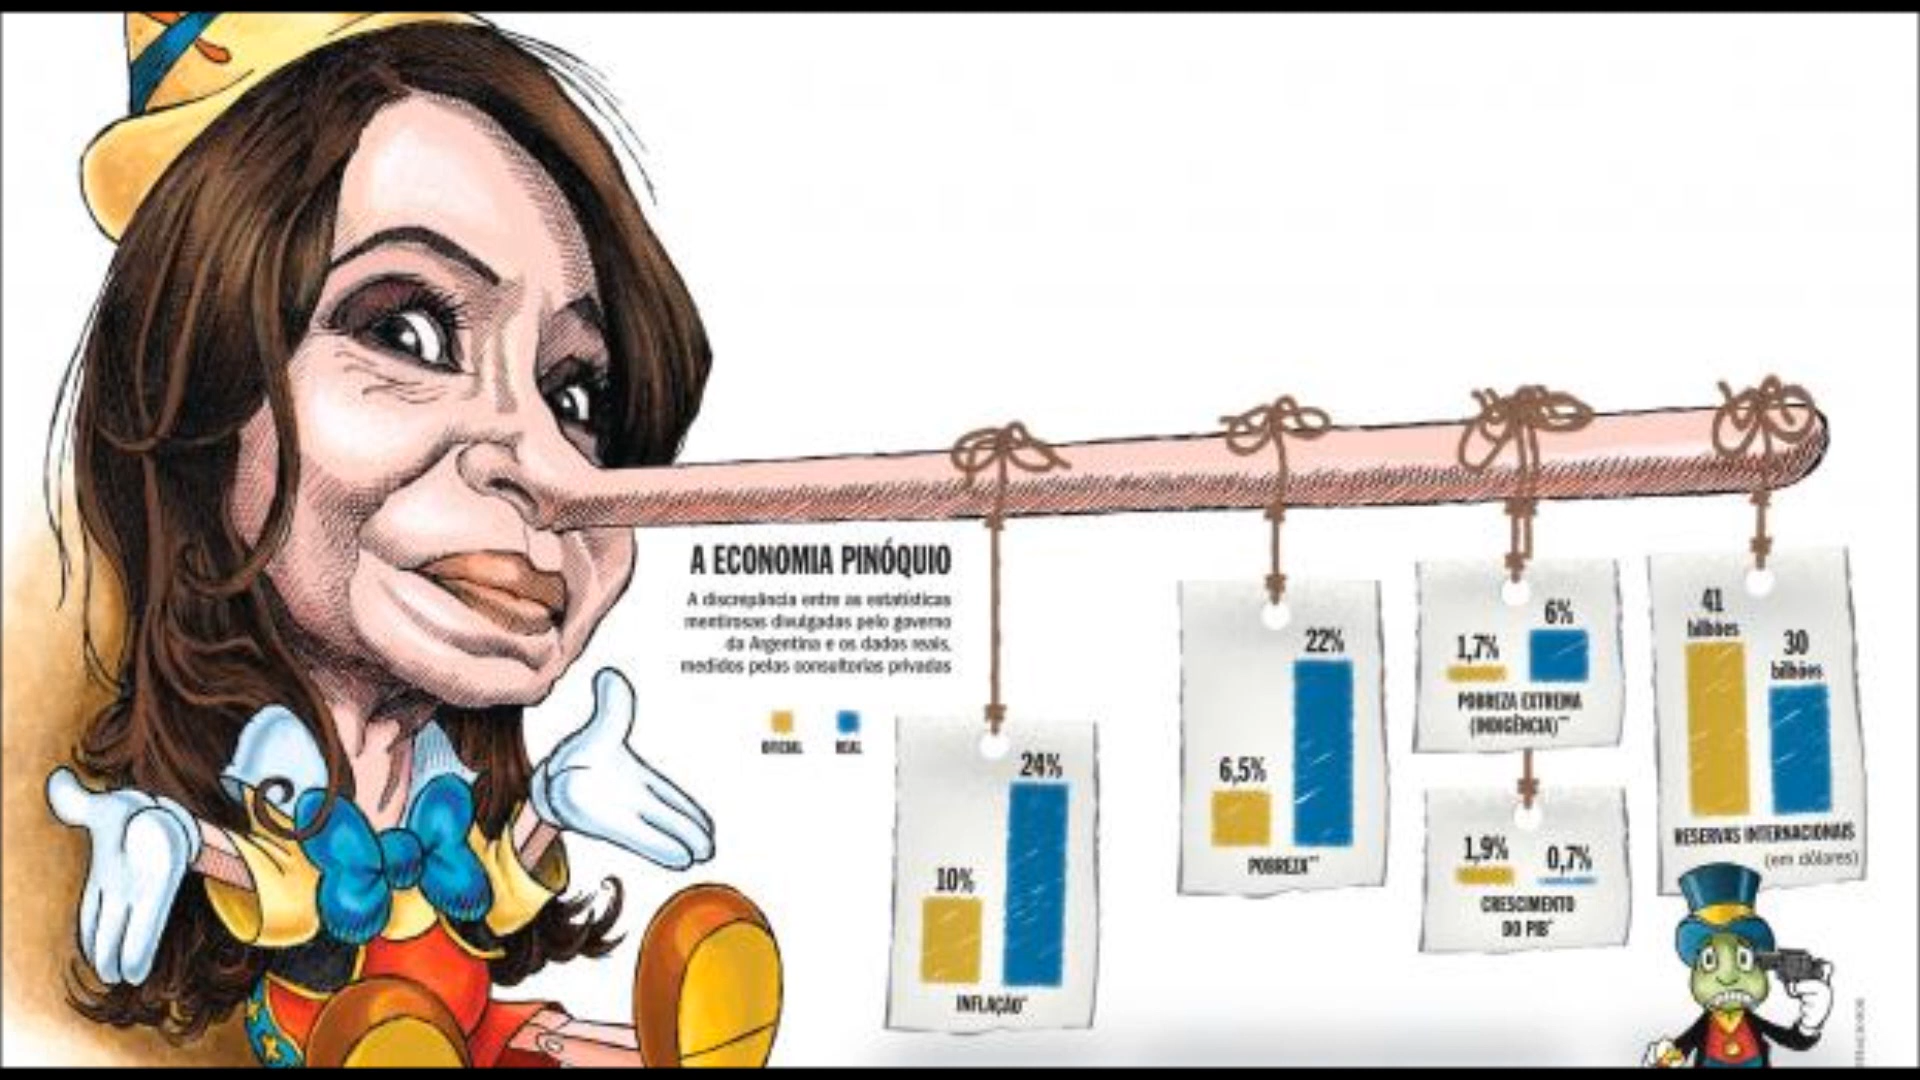 A ECONOMIA PINÓQUIO
A discrepância entre as estatísticas
mentirosas divulgadas pelo governo
da Argentina e os dados reais,
medidos pelas consultorias privadas
OFICIAL REAL
10%
24%
INFLAÇÃO*
6,5%
22%
POBREZA**
1,7%
6%
POBREZA EXTREMA
(INDIGÊNCIA)**
1,9%
0,7%
CRESCIMENTO
DO PIB*
41
bilhões
30
bilhões
RESERVAS INTERNACIONAIS
(em dólares)